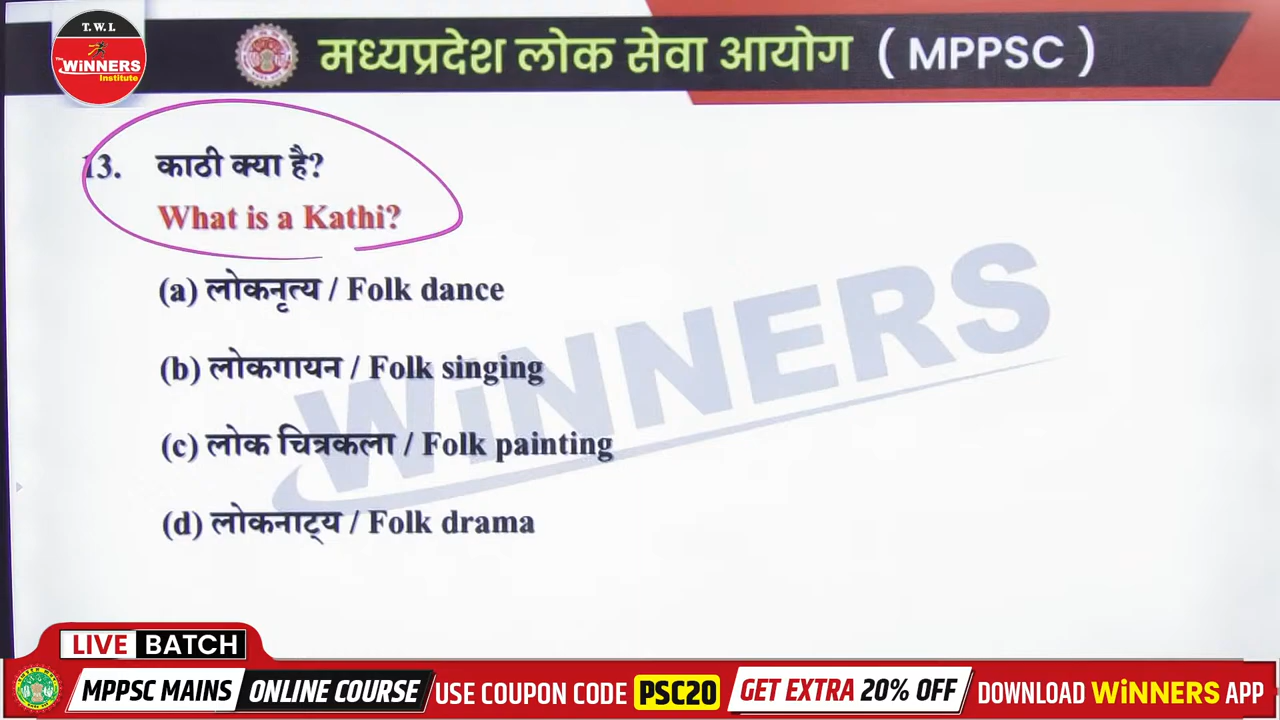 T. W. I.
The WiNNERS
Institute
मध्यप्रदेश लोक सेवा आयोग ( MPPSC )
13. काठी क्या है?
What is a Kathi?
(a) लोकनृत्य / Folk dance
(b) लोकगायन / Folk singing
(c) लोक चित्रकला / Folk painting
(d) लोकनाट्य / Folk drama
WiNNERS
LIVE BATCH
MPPSC MAINS ONLINE COURSE USE COUPON CODE PSC20 GET EXTRA 20% OFF DOWNLOAD WiNNERS APP